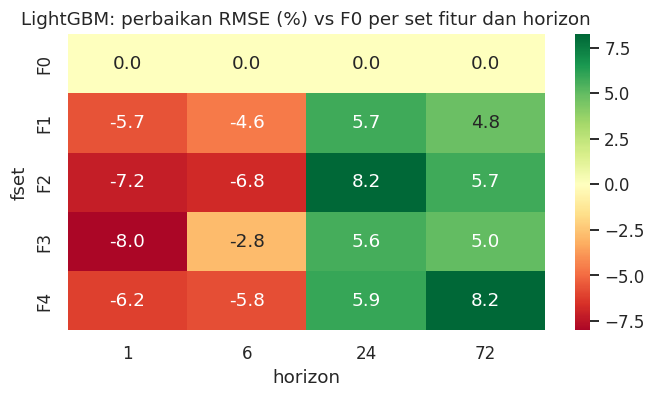 LightGBM: perbaikan RMSE (%) vs F0 per set fitur dan horizon
F0 0.0 0.0 0.0 0.0
F1 -5.7 -4.6 5.7 4.8
F2 -7.2 -6.8 8.2 5.7
F3 -8.0 -2.8 5.6 5.0
F4 -6.2 -5.8 5.9 8.2
fset
1 6 24 72
horizon
7.5
5.0
2.5
0.0
−2.5
−5.0
−7.5